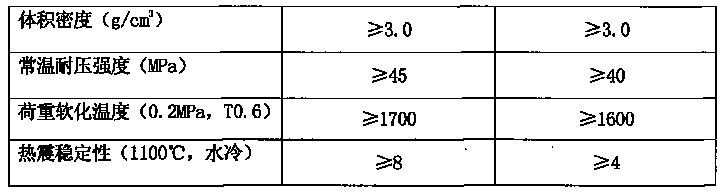 体积密度（g/cm³） ≥3.0 ≥3.0
常温耐压强度（MPa） ≥45 ≥40
荷重软化温度（0.2MPa，T0.6） ≥1700 ≥1600
热震稳定性（1100℃，水冷） ≥8 ≥4